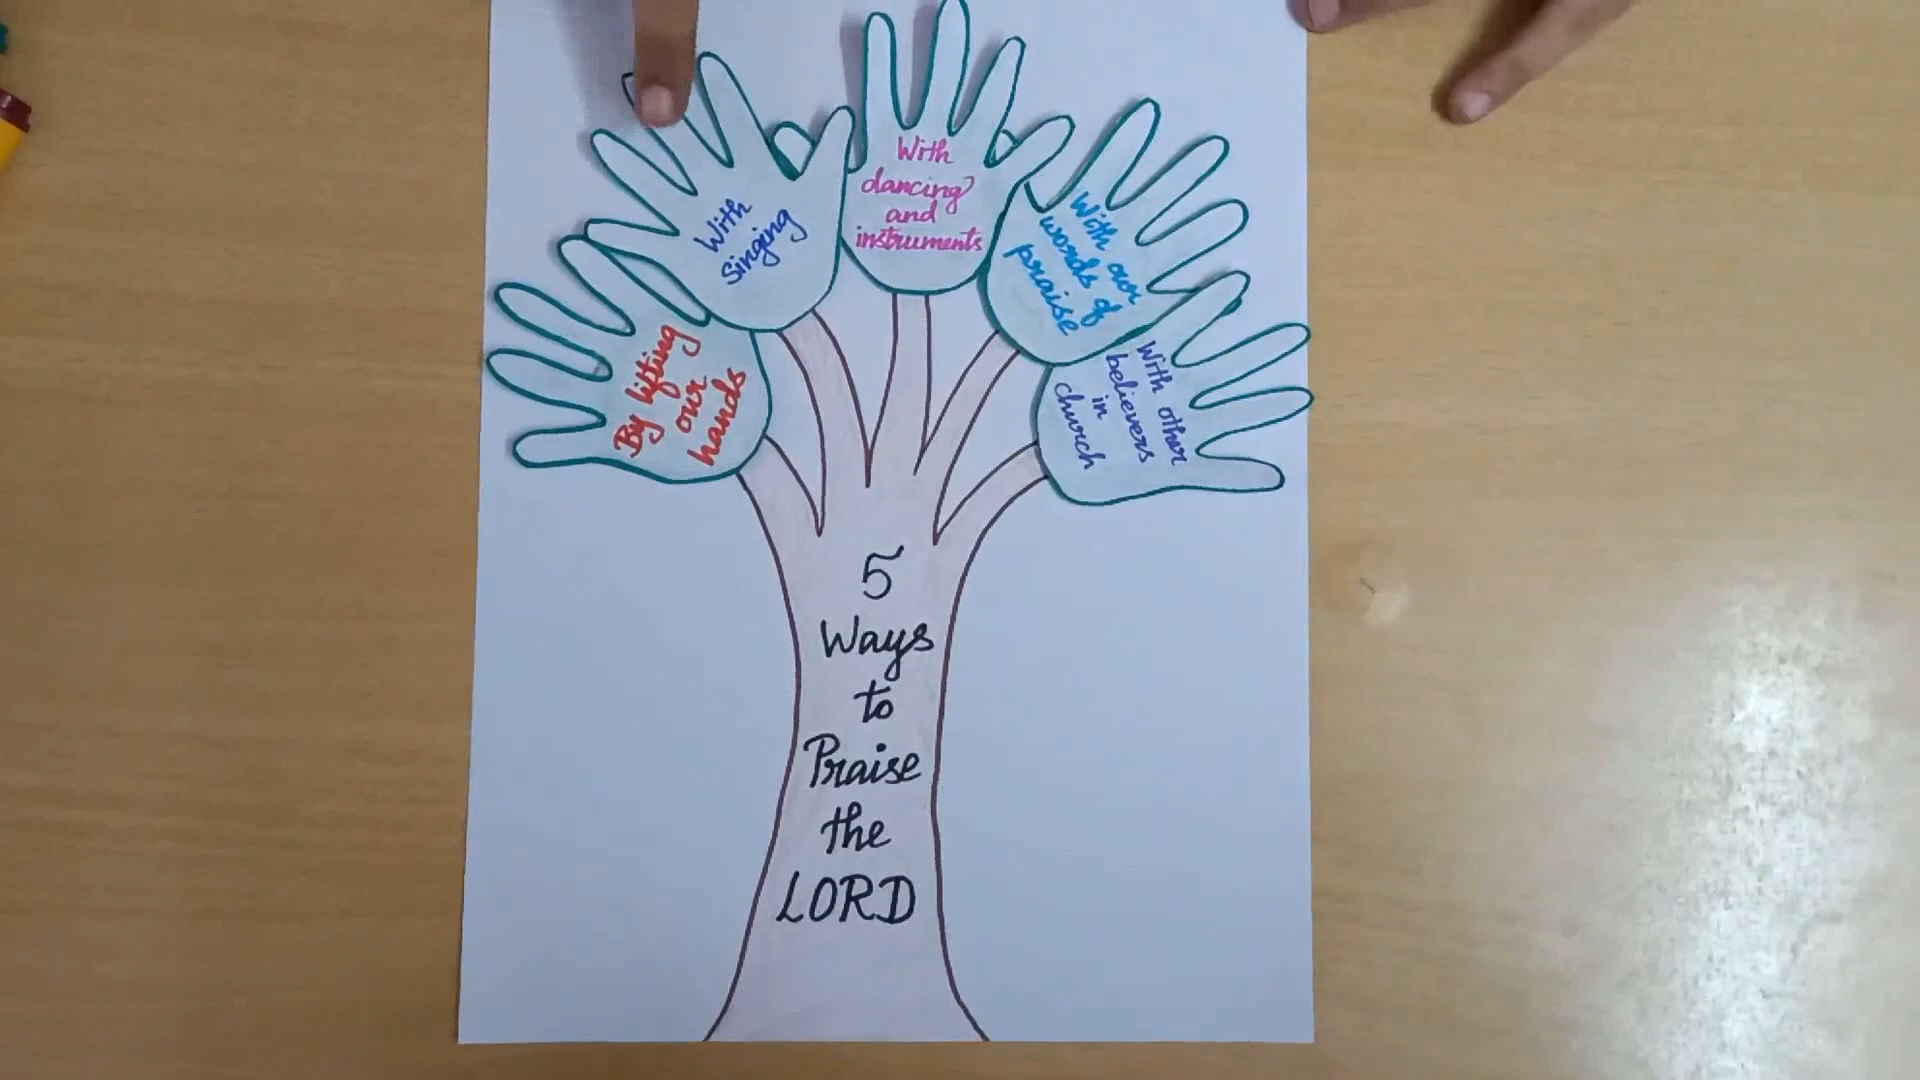 By lifting
our
hands
With
Singing
With
dancing
and
instruments
With our
words of
praise
With other
believers
in
church
5
Ways
to
Praise
the
LORD